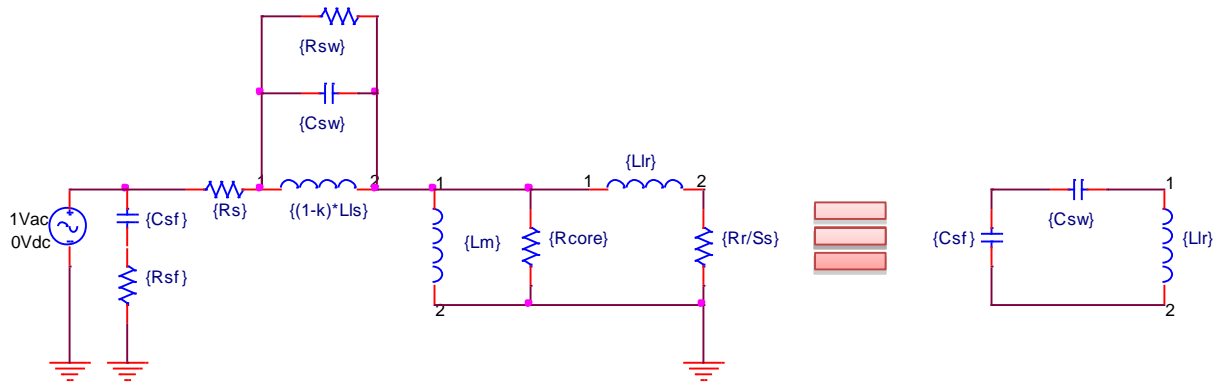 {Rsw}
{Csw}
1
2
{(1-k)*Lls}
{Rs}
1Vac
0Vdc
{Csf}
{Rsf}
1
2
{Lm}
{Rcore}
{Llr}
1
2
{Rr/Ss}
{Csf}
{Csw}
1
2
{Llr}